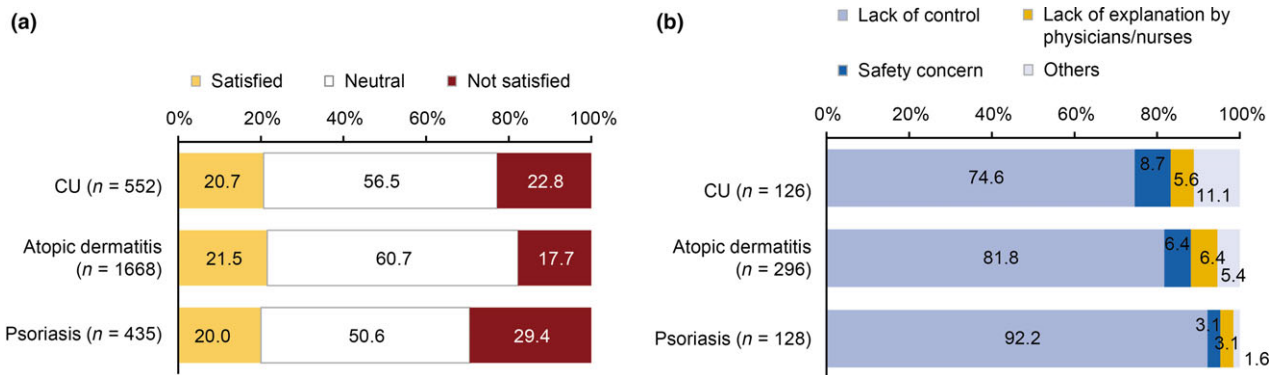 (a)
Satisfied Neutral Not satisfied
0% 20% 40% 60% 80% 100%
CU (n = 552) 20.7 56.5 22.8
Atopic dermatitis
(n = 1668) 21.5 60.7 17.7
Psoriasis (n = 435) 20.0 50.6 29.4
(b)
Lack of control Lack of explanation by
physicians/nurses
Safety concern Others
0% 20% 40% 60% 80% 100%
CU (n = 126) 74.6 8.7 5.6 11.1
Atopic dermatitis
(n = 296) 81.8 6.4 6.4 5.4
Psoriasis (n = 128) 92.2 3.1 3.1 1.6